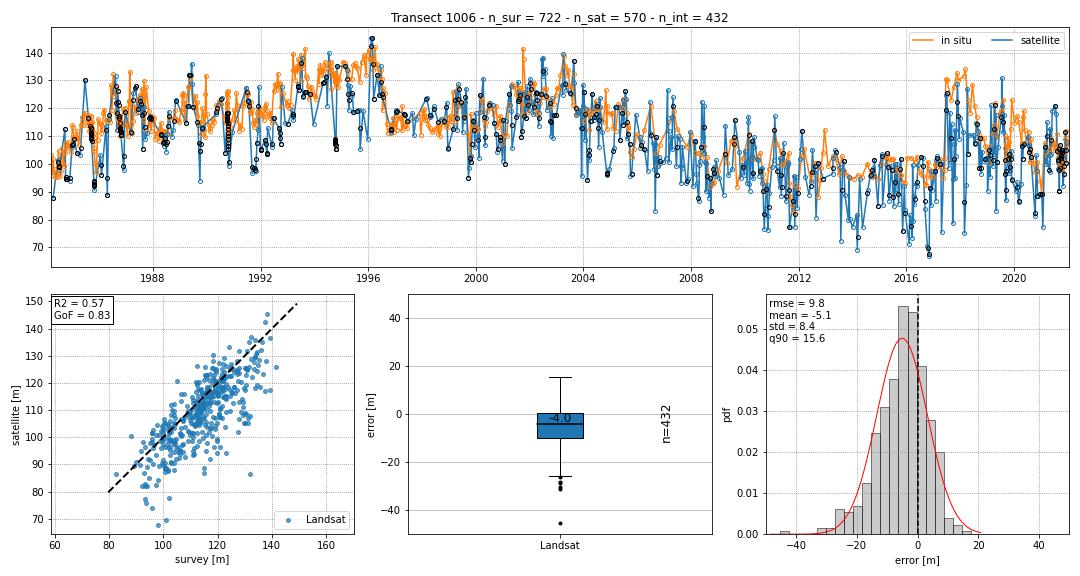 Transect 1006 - n_sur = 722 - n_sat = 570 - n_int = 432
in situ
satellite
140
130
120
110
100
90
80
70
1988
1992
1996
2000
2004
2008
2012
2016
2020
R2 = 0.57
GoF = 0.83
150
140
130
120
110
100
90
80
70
satellite [m]
60
80
100
120
140
160
survey [m]
Landsat
40
20
0
−20
−40
error [m]
-4.0
n=432
Landsat
rmse = 9.8
mean = -5.1
std = 8.4
q90 = 15.6
0.05
0.04
0.03
0.02
0.01
0.00
pdf
−40
−20
0
20
40
error [m]